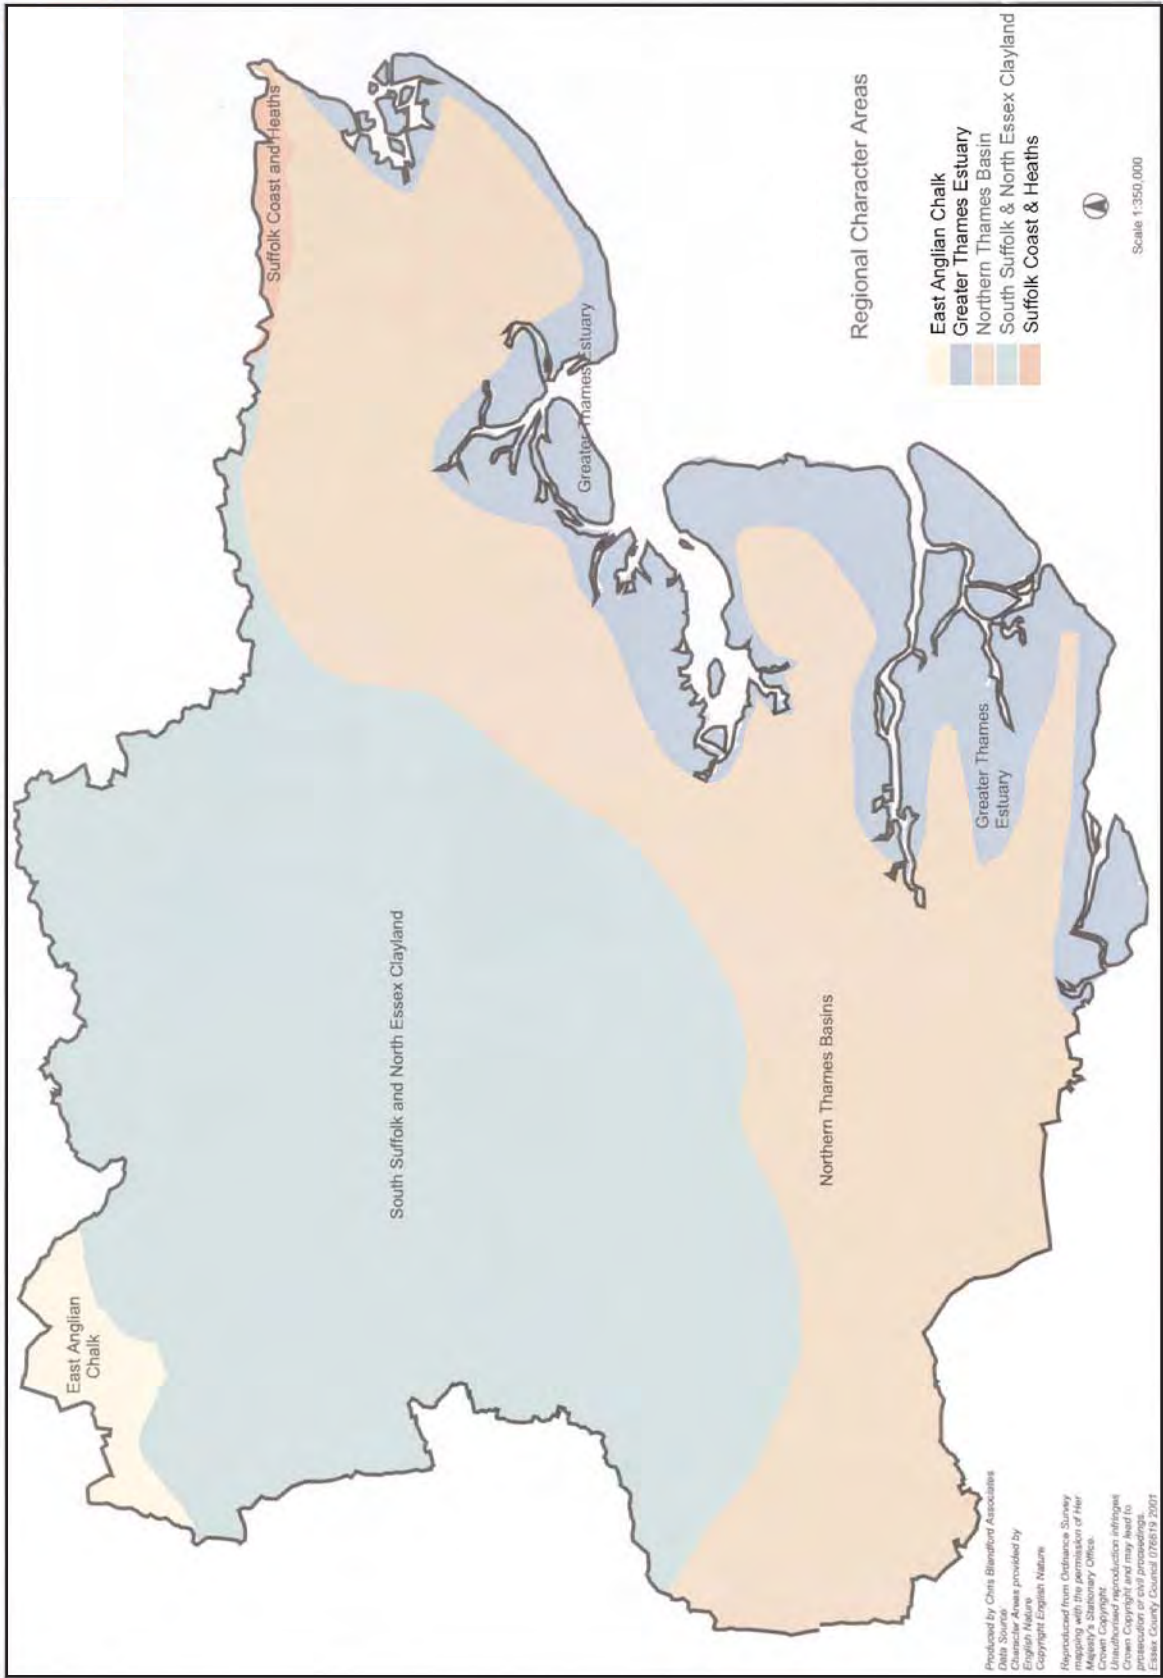 Suffolk Coast and Heaths
East Anglian
Chalk
South Suffolk and North Essex Clayland
Greater Thames Estuary
Northern Thames Basins
Greater Thames
Estuary
Regional Character Areas
East Anglian Chalk
Greater Thames Estuary
Northern Thames Basin
South Suffolk & North Essex Clayland
Suffolk Coast & Heaths
Scale 1:350,000
Produced by Chris Blandford Associates
Data Source
Character Areas provided by
English Nature
Copyright English Nature
Reproduced from Ordnance Survey
mapping with the permission of Her
Majesty's Stationary Office.
Crown Copyright
Unauthorised reproduction infringes
Crown Copyright and may lead to
prosecution or civil proceedings.
Essex County Council 076619 2001